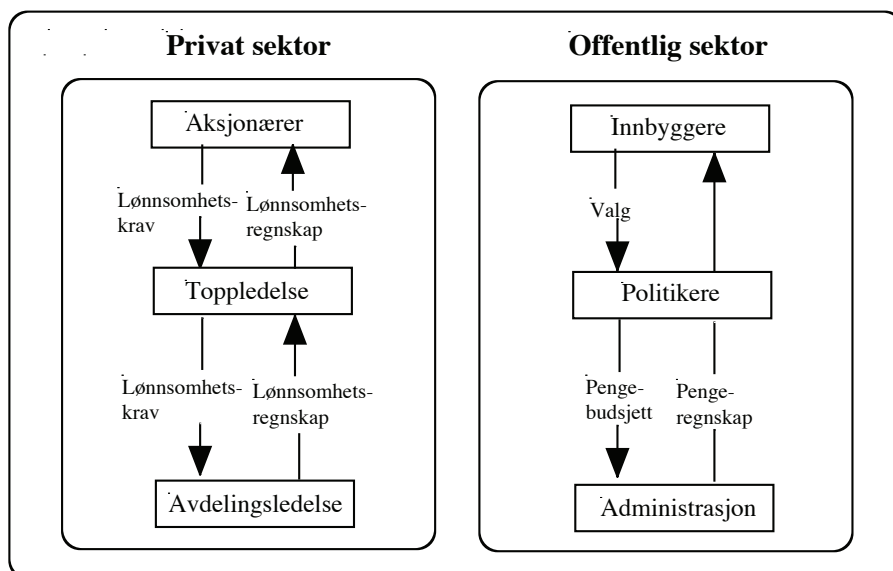 Privat sektor
Offentlig sektor
Aksjonærer
Lønnsomhets-
krav
Lønnsomhets-
regnskap
Toppledelse
Lønnsomhets-
krav
Lønnsomhets-
regnskap
Avdelingsledelse
Innbyggere
Valg
Politikere
Penge-
budsjett
Penge-
regnskap
Administrasjon